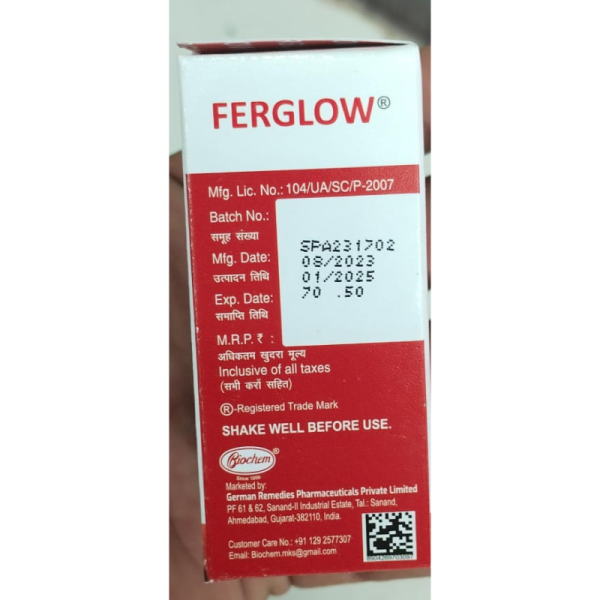 FERGLOW®
Mfg. Lic. No.: 104/UA/SC/P-2007
Batch No.: SPA231702
समूह संख्या
Mfg. Date: 08/2023
उत्पादन तिथि
Exp. Date: 01/2025
समाप्ति तिथि
M.R.P. ₹ : 70 .50
अधिकतम खुदरा मूल्य
Inclusive of all taxes
(सभी करों सहित)
®-Registered Trade Mark
SHAKE WELL BEFORE USE.
Biochem
Marketed by:
German Remedies Pharmaceuticals Private Limited
PF 61 & 62, Sanand-II Industrial Estate, Tal.: Sanand,
Ahmedabad, Gujarat-382110, India.
Customer Care No.: +91 129 2577307
Email: Biochem.mks@gmail.com